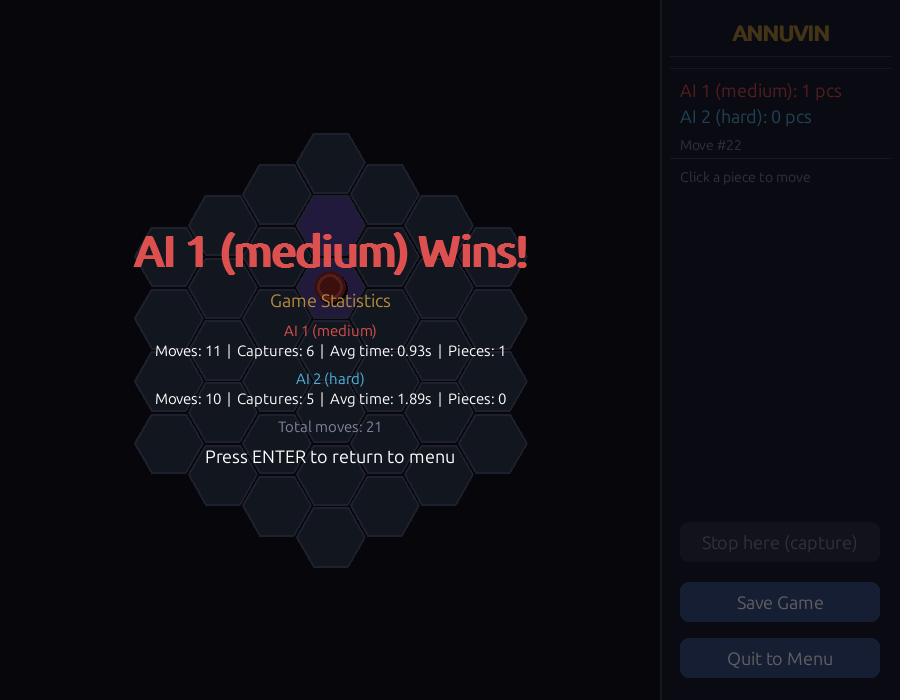 ANNUVIN
AI 1 (medium): 1 pcs
AI 2 (hard): 0 pcs
Move #22
Click a piece to move
AI 1 (medium) Wins!
Game Statistics
AI 1 (medium)
Moves: 11 | Captures: 6 | Avg time: 0.93s | Pieces: 1
AI 2 (hard)
Moves: 10 | Captures: 5 | Avg time: 1.89s | Pieces: 0
Total moves: 21
Press ENTER to return to menu
Stop here (capture)
Save Game
Quit to Menu